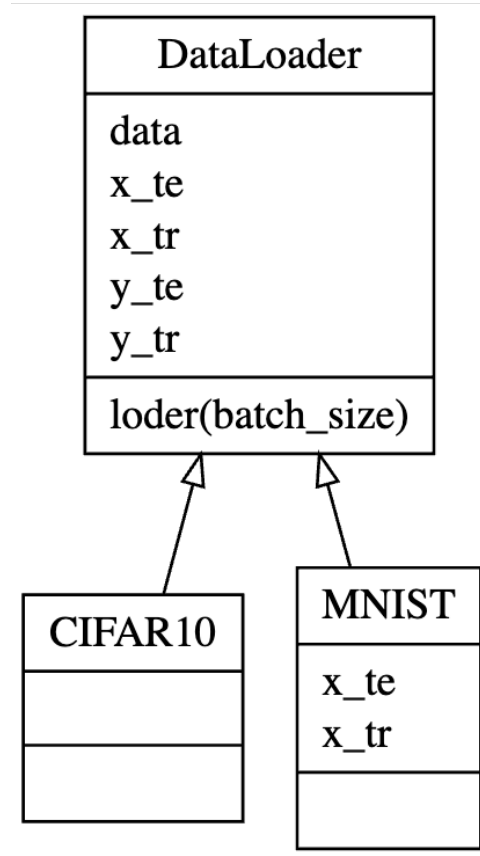 DataLoader
data
x_te
x_tr
y_te
y_tr
loder(batch_size)
CIFAR10
MNIST
x_te
x_tr